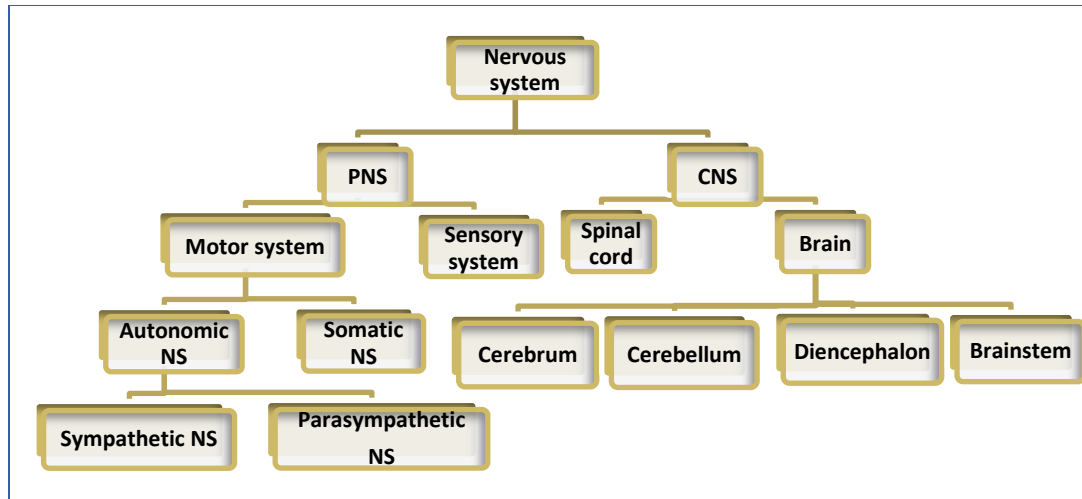 Nervous
system
PNS
CNS
Motor system
Sensory
system
Spinal
cord
Brain
Autonomic
NS
Somatic
NS
Cerebrum
Cerebellum
Diencephalon
Brainstem
Sympathetic NS
Parasympathetic
NS